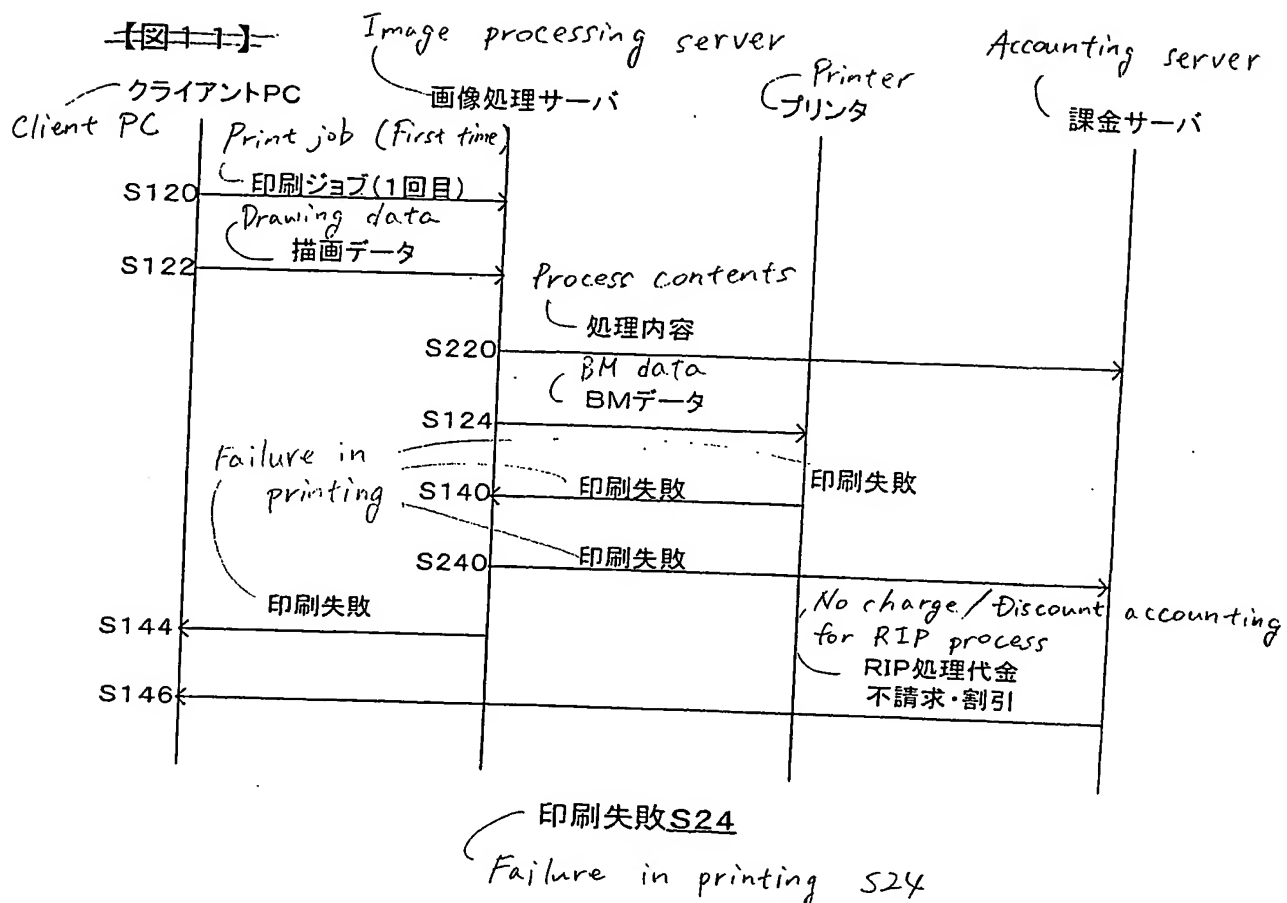 【図11】
Image processing server
Accounting server
Printer
クライアントPC
画像処理サーバ
プリンタ
課金サーバ
Client PC
Print job (First time)
S120
印刷ジョブ(1回目)
Drawing data
S122
描画データ
Process contents
処理内容
S220
BM data
BMデータ
S124
Failure in
printing
印刷失敗
S140
印刷失敗
S240
印刷失敗
印刷失敗
S144
No charge/Discount accounting
for RIP process
RIP処理代金
不請求・割引
S146
印刷失敗S24
Failure in printing S24